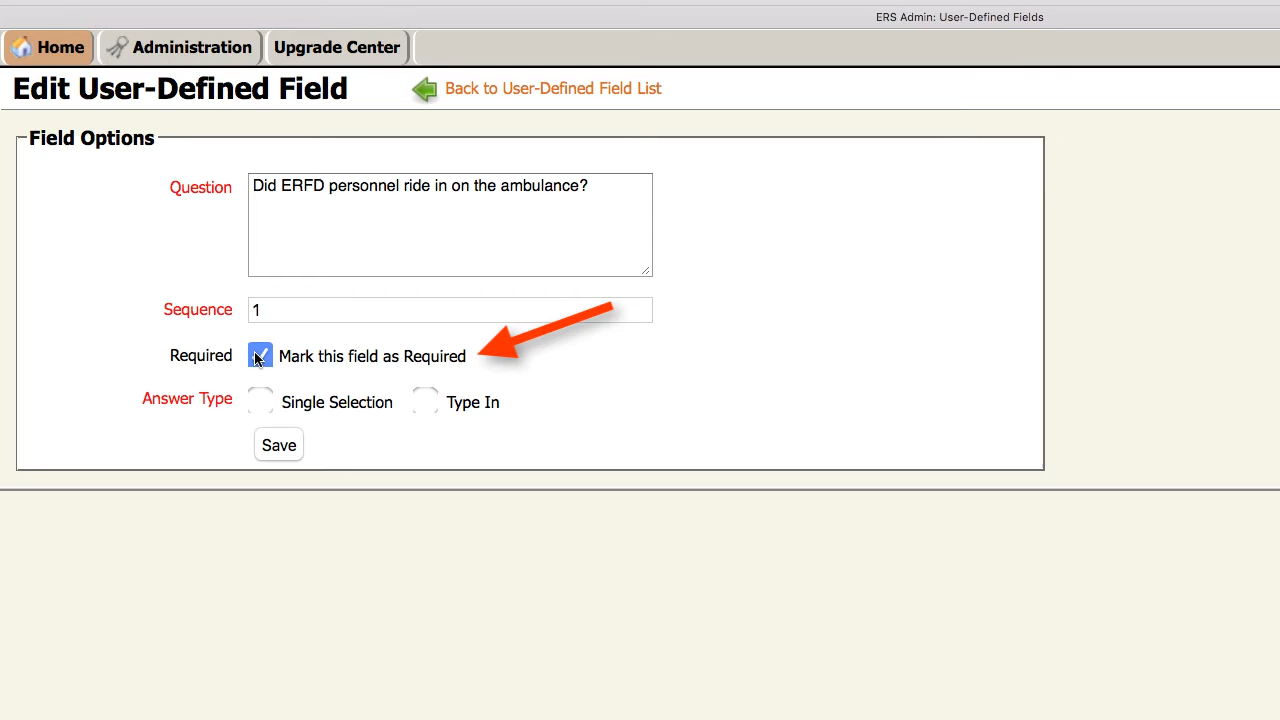 ERS Admin: User-Defined Fields
Home Administration Upgrade Center
Edit User-Defined Field Back to User-Defined Field List
Field Options
Question Did ERFD personnel ride in on the ambulance?
Sequence 1
Required Mark this field as Required
Answer Type Single Selection Type In
Save